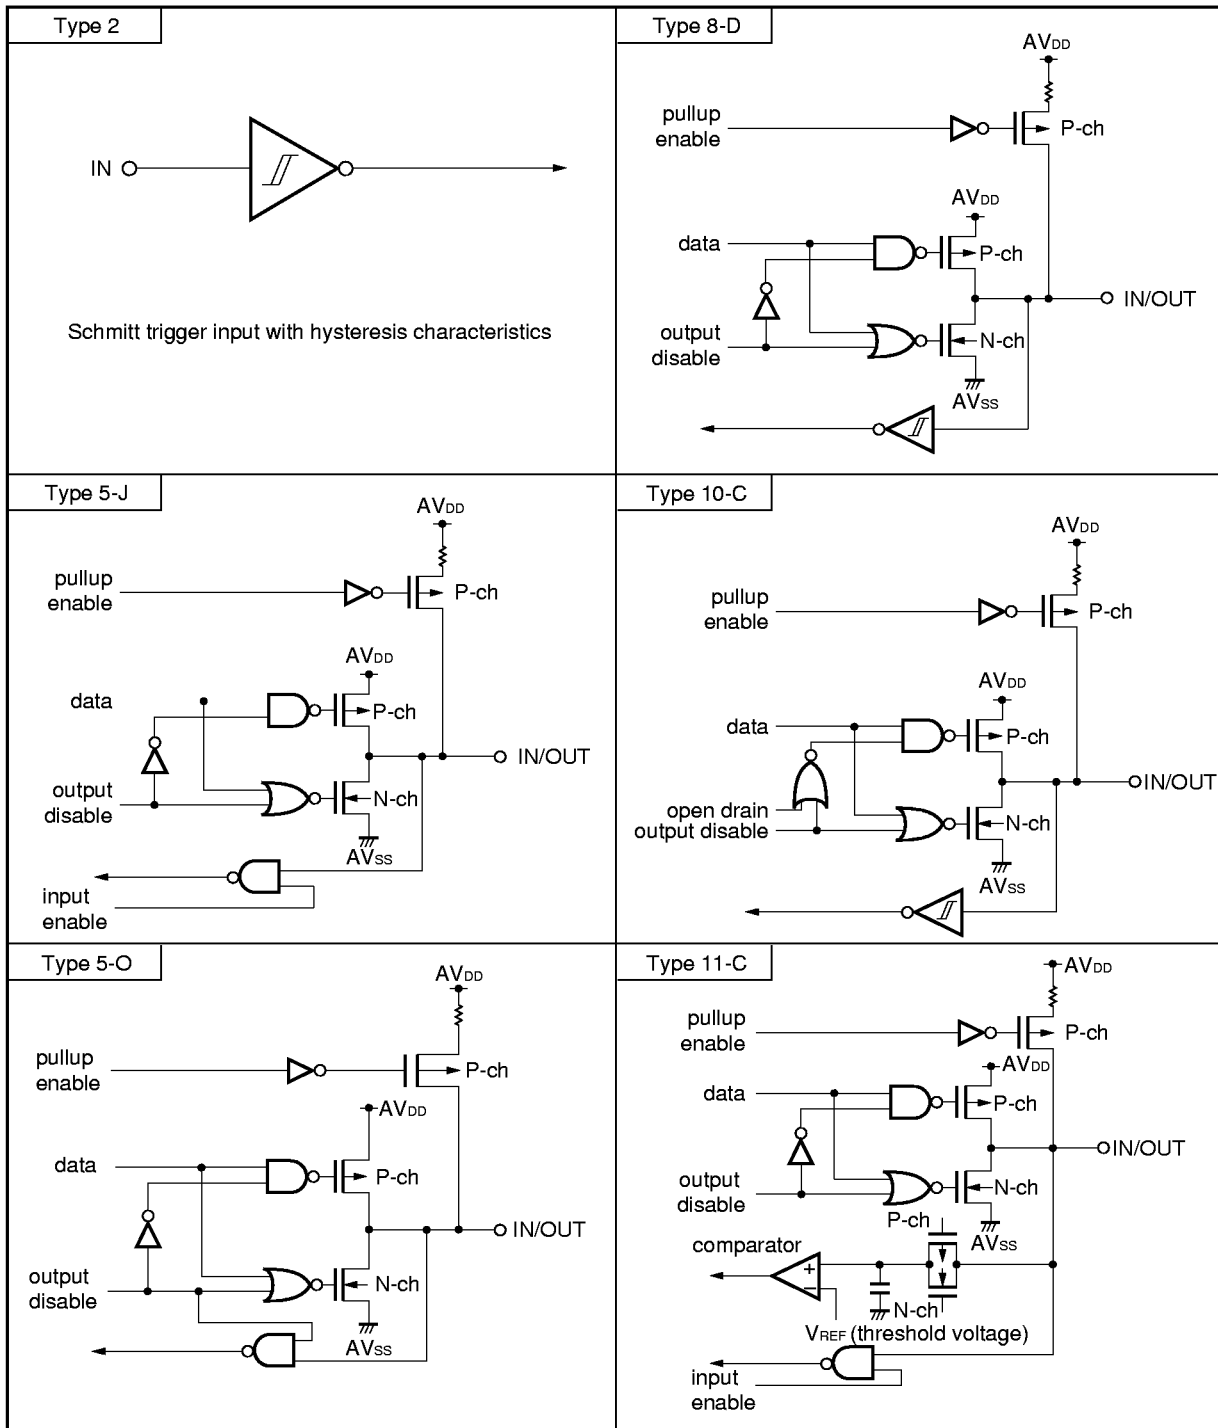 Type 2
IN
Schmitt trigger input with hysteresis characteristics
Type 8-D
AVDD
pullup
enable
P-ch
AVDD
data
P-ch
IN/OUT
output
disable
N-ch
AVSS
Type 5-J
AVDD
pullup
enable
P-ch
AVDD
data
P-ch
IN/OUT
output
disable
N-ch
AVSS
input
enable
Type 10-C
AVDD
pullup
enable
P-ch
AVDD
data
P-ch
IN/OUT
open drain
output disable
N-ch
AVSS
Type 5-O
AVDD
pullup
enable
P-ch
AVDD
data
P-ch
IN/OUT
output
disable
N-ch
AVSS
Type 11-C
AVDD
pullup
enable
P-ch
AVDD
data
P-ch
IN/OUT
output
disable
N-ch
P-ch
AVSS
comparator
+
−
N-ch
VREF (threshold voltage)
input
enable